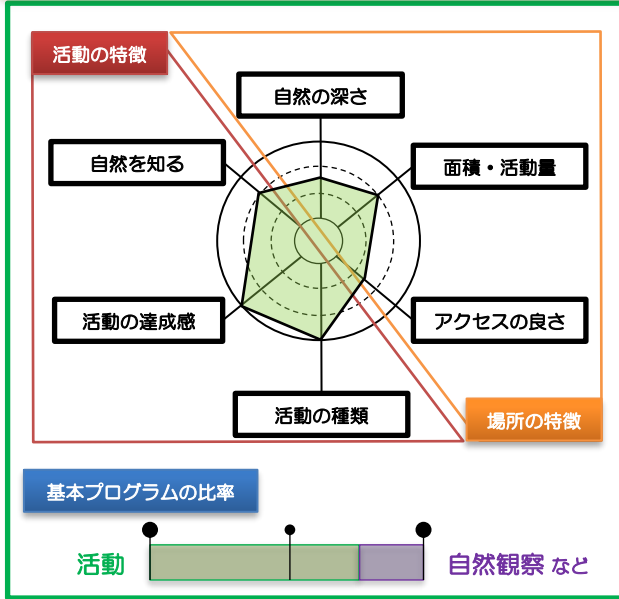 活動の特徴
自然の深さ
自然を知る
面積・活動量
活動の達成感
アクセスの良さ
活動の種類
場所の特徴
基本プログラムの比率
活動
自然観察 など